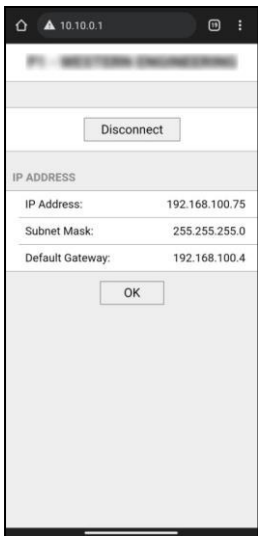 10.10.0.1
19
Disconnect
IP ADDRESS
IP Address: 192.168.100.75
Subnet Mask: 255.255.255.0
Default Gateway: 192.168.100.4
OK